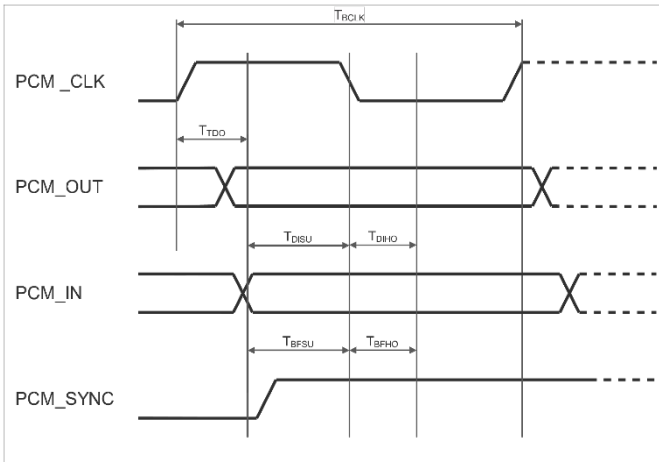 TBCLK
PCM _CLK
TTDO
PCM_OUT
TDISU
TDIHO
PCM_IN
TBFSU
TBFHO
PCM_SYNC